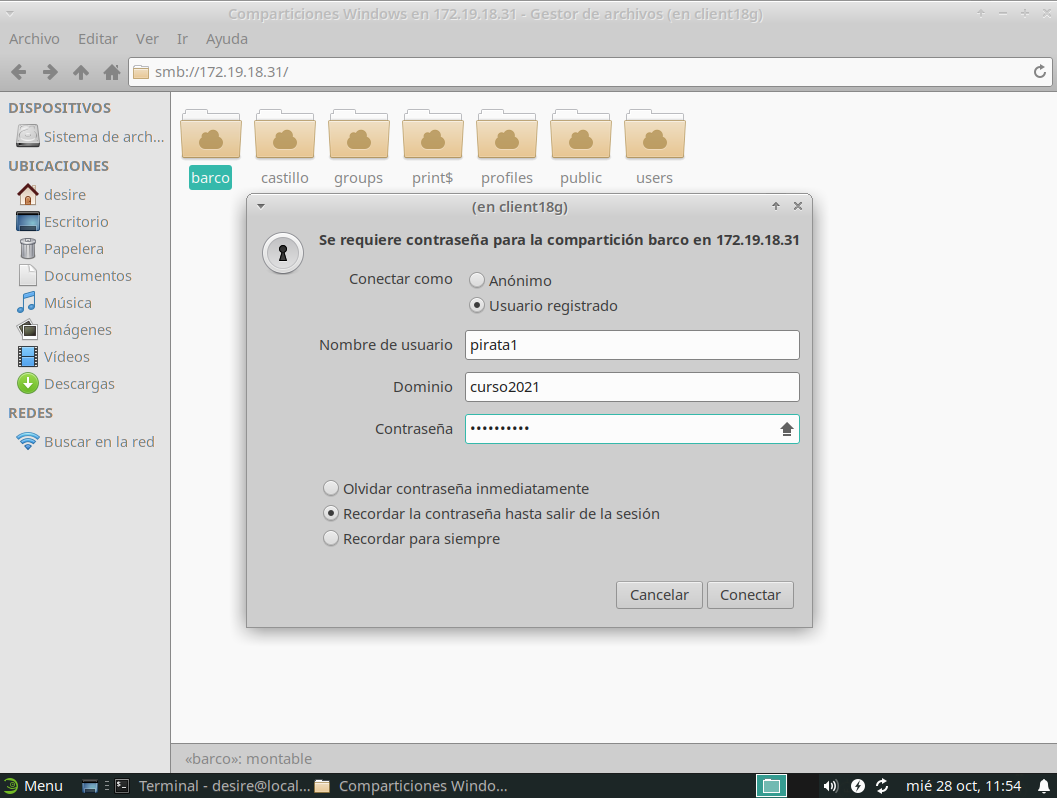 Comparticiones Windows en 172.19.18.31 - Gestor de archivos (en client18g)
Archivo Editar Ver Ir Ayuda
smb://172.19.18.31/
DISPOSITIVOS
Sistema de arch...
UBICACIONES
desire
Escritorio
Papelera
Documentos
Música
Imágenes
Vídeos
Descargas
REDES
Buscar en la red
barco castillo groups print$ profiles public users
(en client18g)
Se requiere contraseña para la compartición barco en 172.19.18.31
Conectar como Anónimo
Usuario registrado
Nombre de usuario pirata1
Dominio curso2021
Contraseña ••••••••••
Olvidar contraseña inmediatamente
Recordar la contraseña hasta salir de la sesión
Recordar para siempre
Cancelar Conectar
«barco»: montable
Menu Terminal - desire@local... Comparticiones Windo... mié 28 oct, 11:54